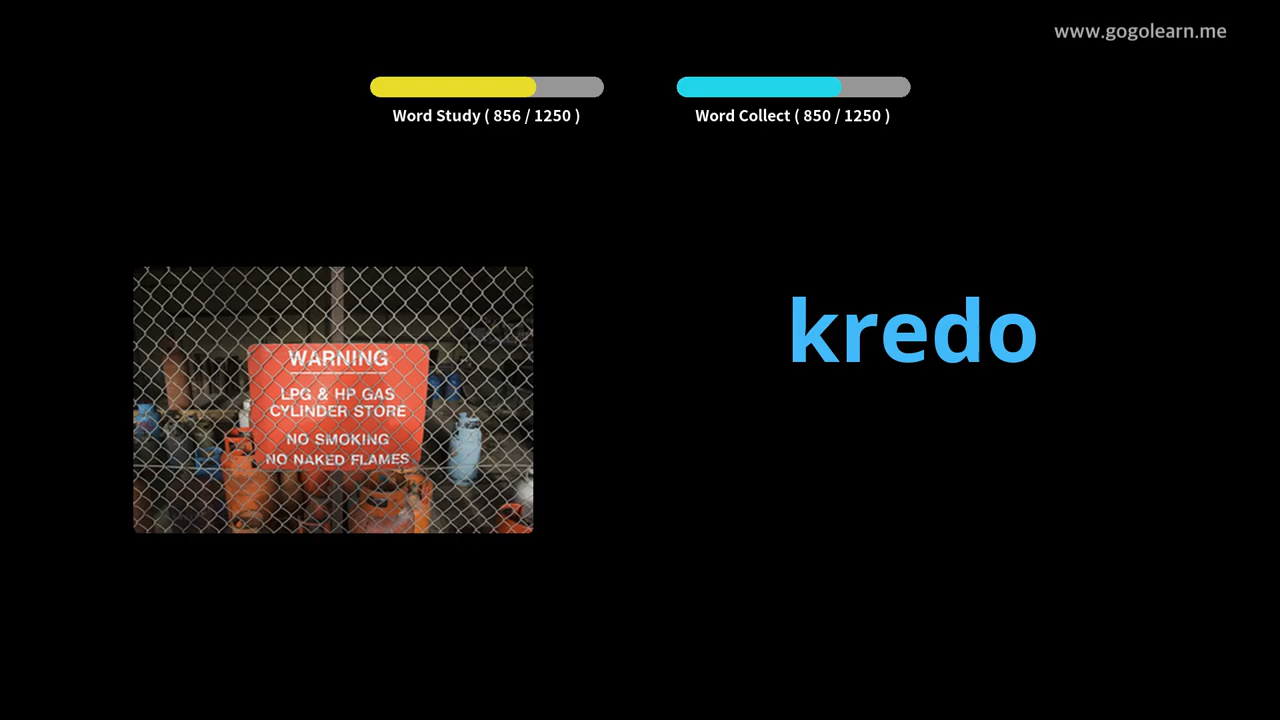 www.gogolearn.me
Word Study ( 856 / 1250 )
Word Collect ( 850 / 1250 )
WARNING
LPG & HP GAS
CYLINDER STORE
NO SMOKING
NO NAKED FLAMES
kredo